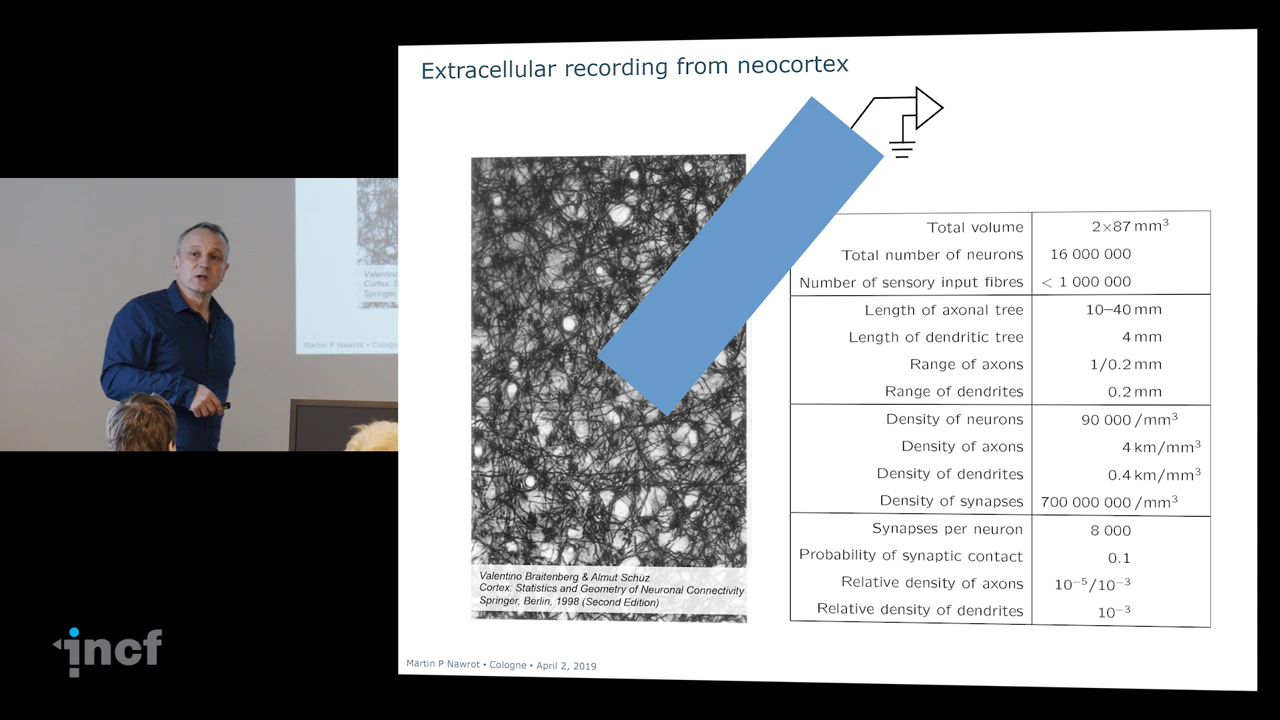 Extracellular recording from neocortex
Total volume 2×87 mm³
Total number of neurons 16 000 000
Number of sensory input fibres < 1 000 000
Length of axonal tree 10–40 mm
Length of dendritic tree 4 mm
Range of axons 1/0.2 mm
Range of dendrites 0.2 mm
Density of neurons 90 000 /mm³
Density of axons 4 km/mm³
Density of dendrites 0.4 km/mm³
Density of synapses 700 000 000 /mm³
Synapses per neuron 8 000
Probability of synaptic contact 0.1
Relative density of axons 10⁻⁵/10⁻³
Relative density of dendrites 10⁻³
Valentino Braitenberg & Almut Schüz
Cortex: Statistics and Geometry of Neuronal Connectivity
Springer, Berlin, 1998 (Second Edition)
Martin P Nawrot • Cologne • April 2, 2019
Valentino
Cortex: S
Springer,
Martin P Nawrot • Cologn
incf